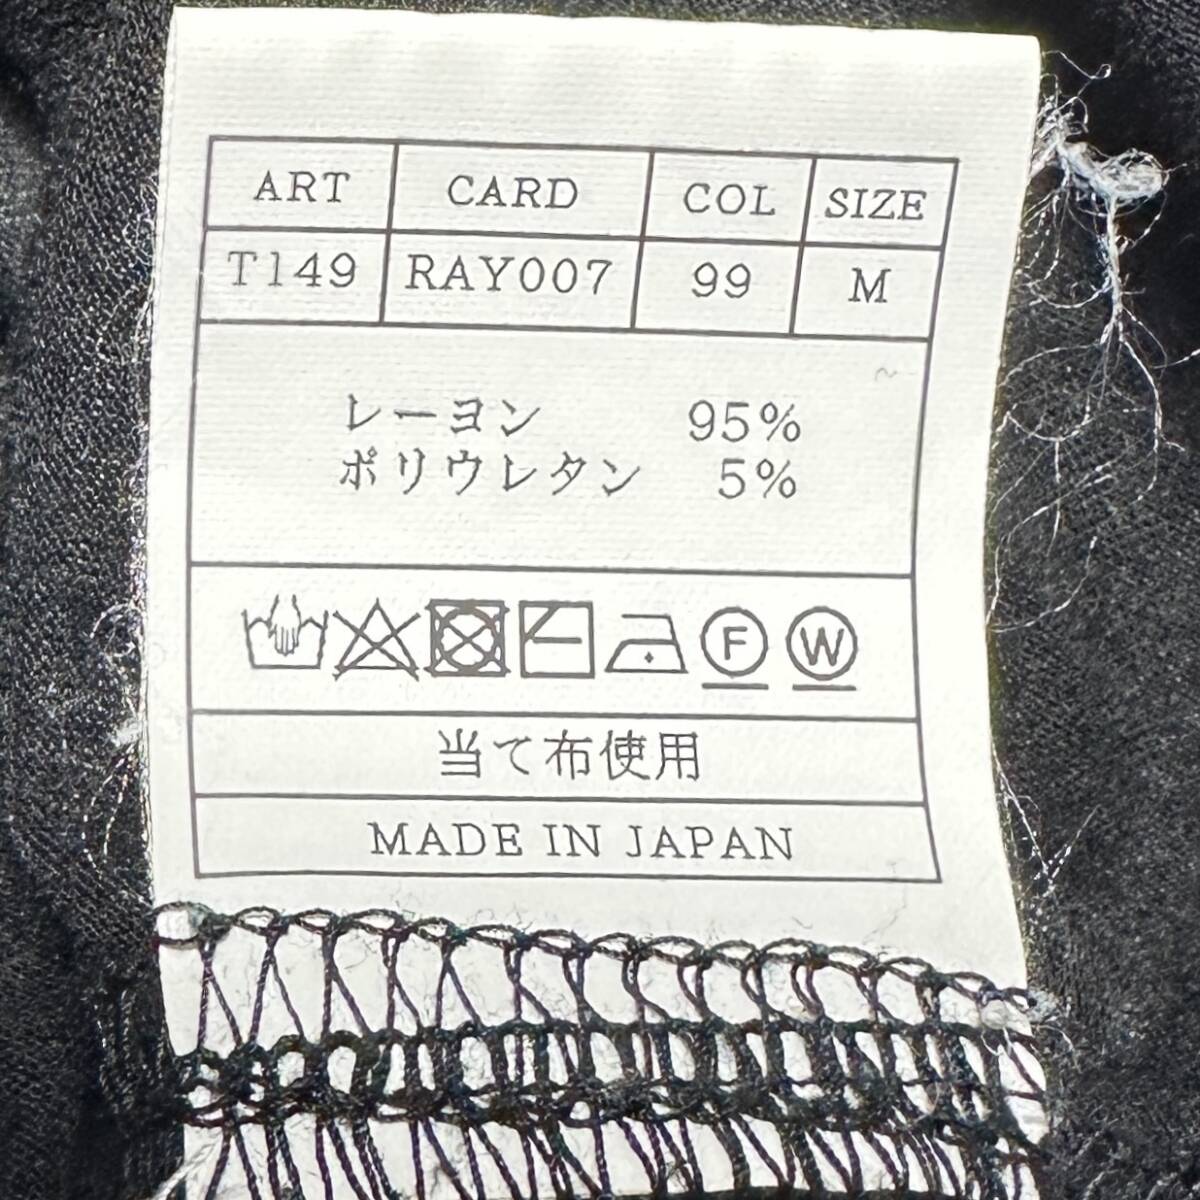 ART CARD COL SIZE
T149 RAY007 99 M
レーヨン 95%
ポリウレタン 5%
F W
当て布使用
MADE IN JAPAN